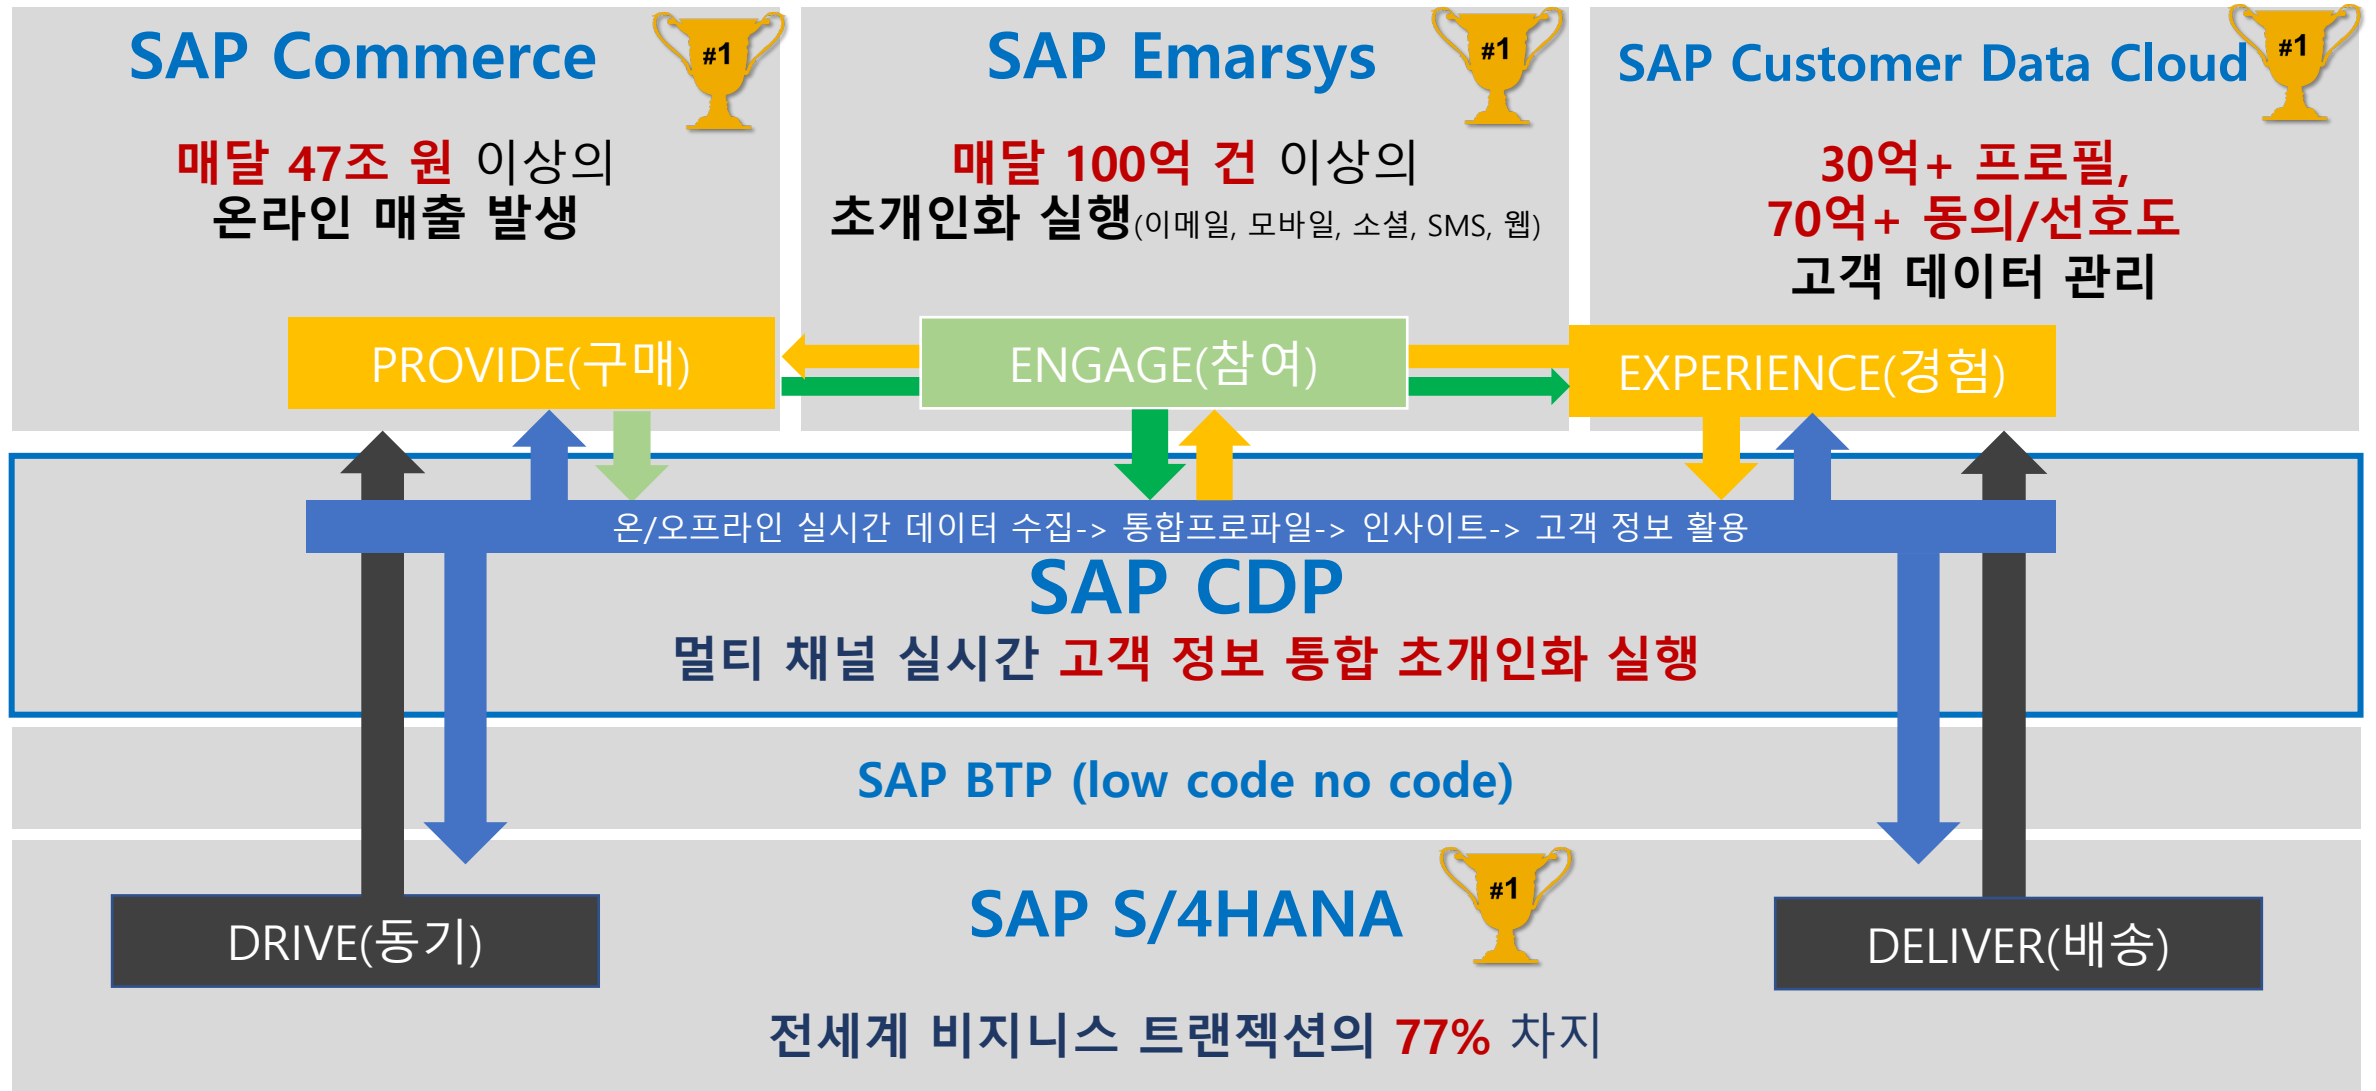 SAP Commerce
#1
매달 47조 원 이상의
온라인 매출 발생
SAP Emarsys
#1
매달 100억 건 이상의
초개인화 실행(이메일, 모바일, 소셜, SMS, 웹)
SAP Customer Data Cloud
#1
30억+ 프로필,
70억+ 동의/선호도
고객 데이터 관리
PROVIDE(구매)
ENGAGE(참여)
EXPERIENCE(경험)
온/오프라인 실시간 데이터 수집-> 통합프로파일-> 인사이트-> 고객 정보 활용
SAP CDP
멀티 채널 실시간 고객 정보 통합 초개인화 실행
SAP BTP (low code no code)
SAP S/4HANA
#1
DRIVE(동기)
DELIVER(배송)
전세계 비지니스 트랜젝션의 77% 차지